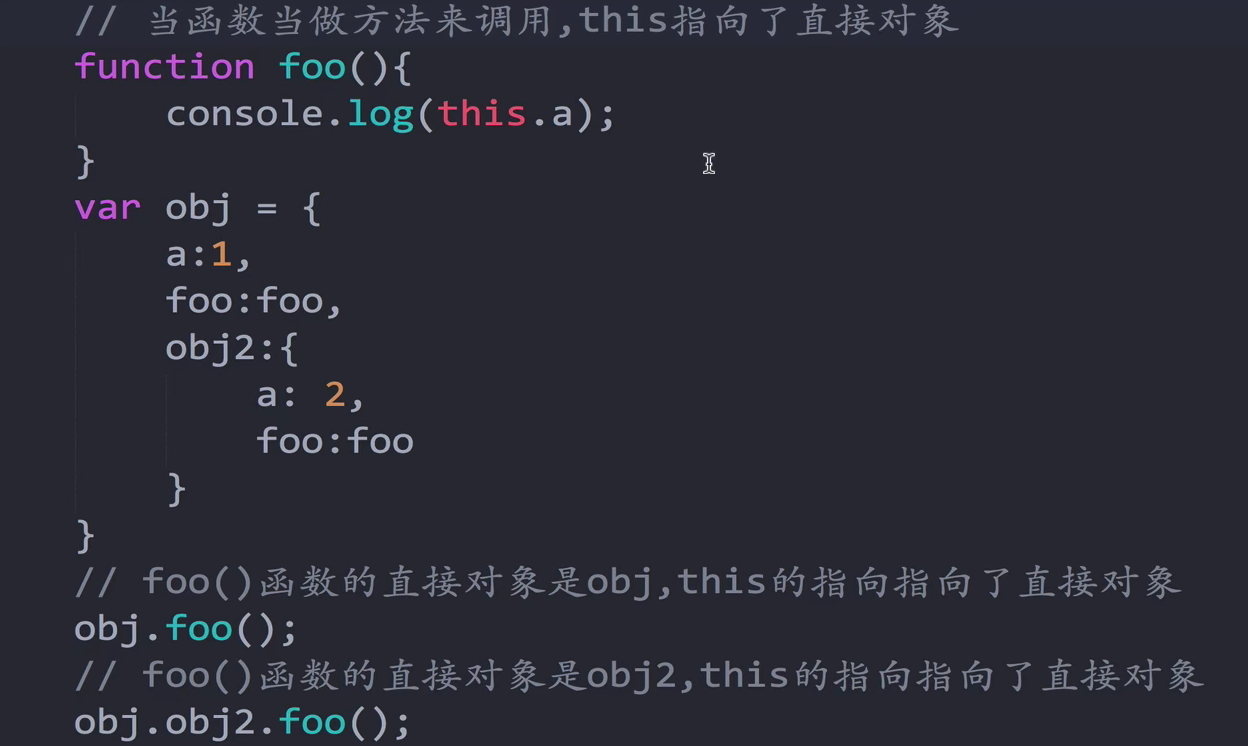 // 当函数当做方法来调用,this指向了直接对象
function foo(){
    console.log(this.a);
}
var obj = {
    a:1,
    foo:foo,
    obj2:{
        a: 2,
        foo:foo
    }
}
// foo()函数的直接对象是obj,this的指向指向了直接对象
obj.foo();
// foo()函数的直接对象是obj2,this的指向指向了直接对象
obj.obj2.foo();